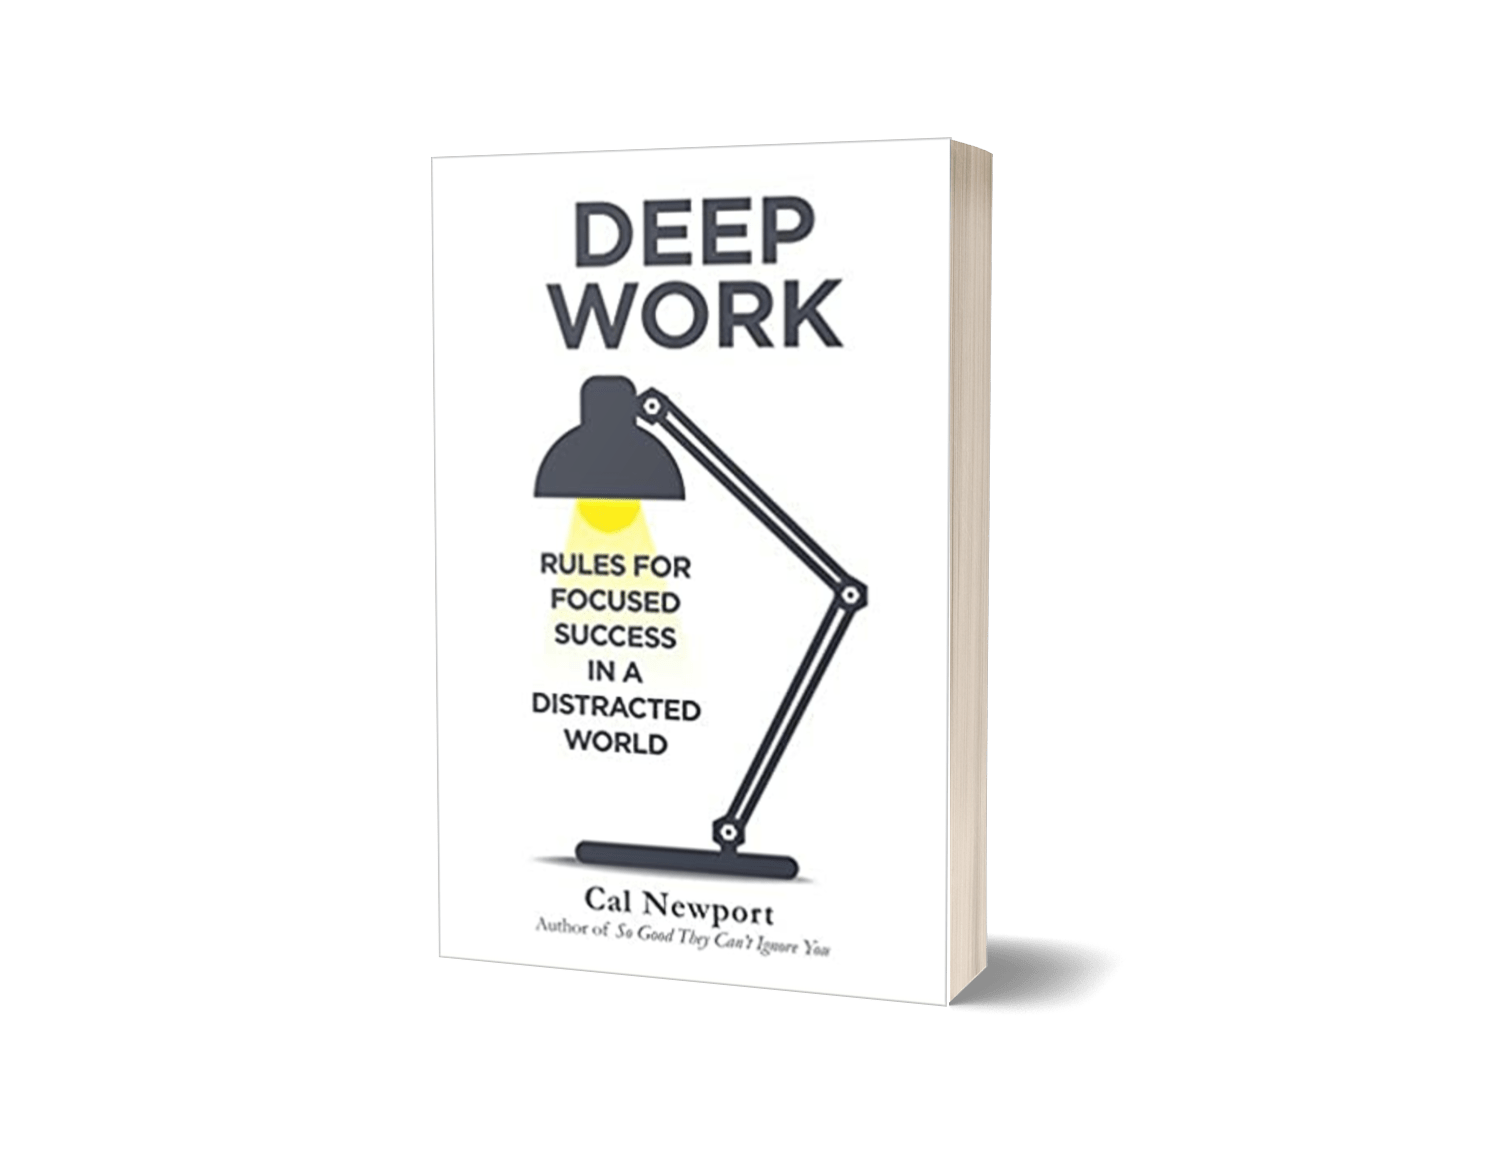 DEEP
WORK
RULES FOR
FOCUSED
SUCCESS
IN A
DISTRACTED
WORLD
Cal Newport
Author of So Good They Can't Ignore You